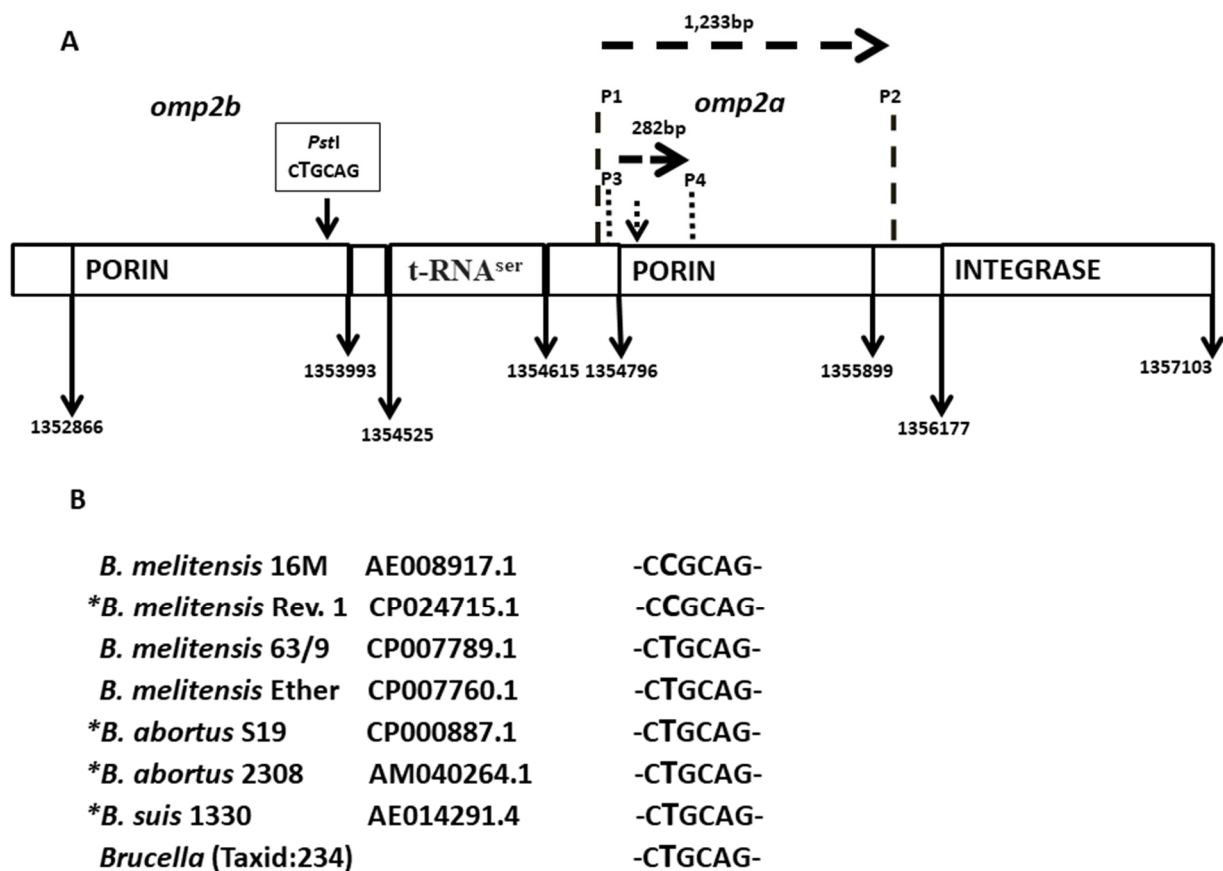 A
1,233bp
omp2b
P1
omp2a
P2
PstI
CTGCAG
282bp
P3
P4
PORIN
t-RNAser
PORIN
INTEGRASE
1353993
1354615
1354796
1355899
1357103
1352866
1354525
1356177
B
B. melitensis 16M AE008917.1 -CCGCAG-
*B. melitensis Rev. 1 CP024715.1 -CCGCAG-
B. melitensis 63/9 CP007789.1 -CTGCAG-
B. melitensis Ether CP007760.1 -CTGCAG-
*B. abortus S19 CP000887.1 -CTGCAG-
*B. abortus 2308 AM040264.1 -CTGCAG-
*B. suis 1330 AE014291.4 -CTGCAG-
Brucella (Taxid:234) -CTGCAG-